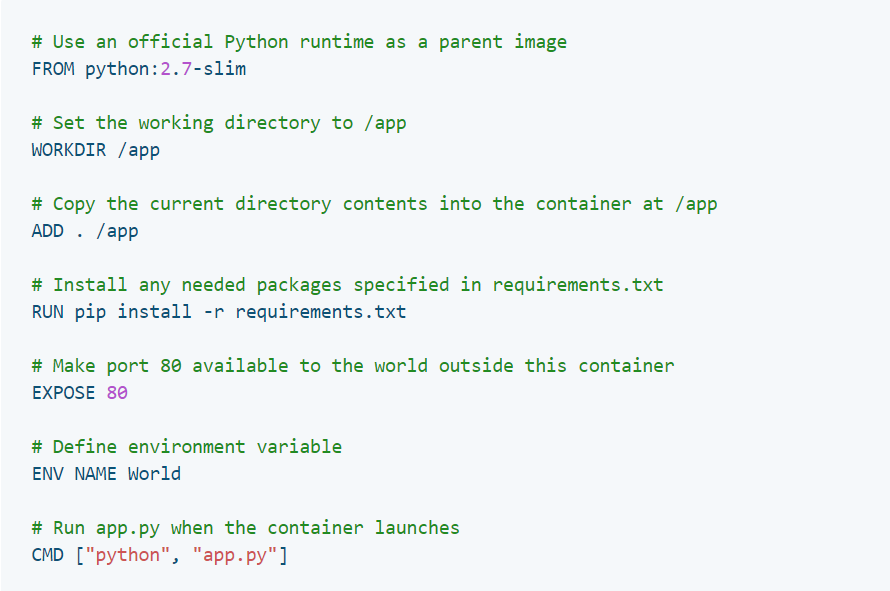 # Use an official Python runtime as a parent image
FROM python:2.7-slim
# Set the working directory to /app
WORKDIR /app
# Copy the current directory contents into the container at /app
ADD . /app
# Install any needed packages specified in requirements.txt
RUN pip install -r requirements.txt
# Make port 80 available to the world outside this container
EXPOSE 80
# Define environment variable
ENV NAME World
# Run app.py when the container launches
CMD ["python", "app.py"]